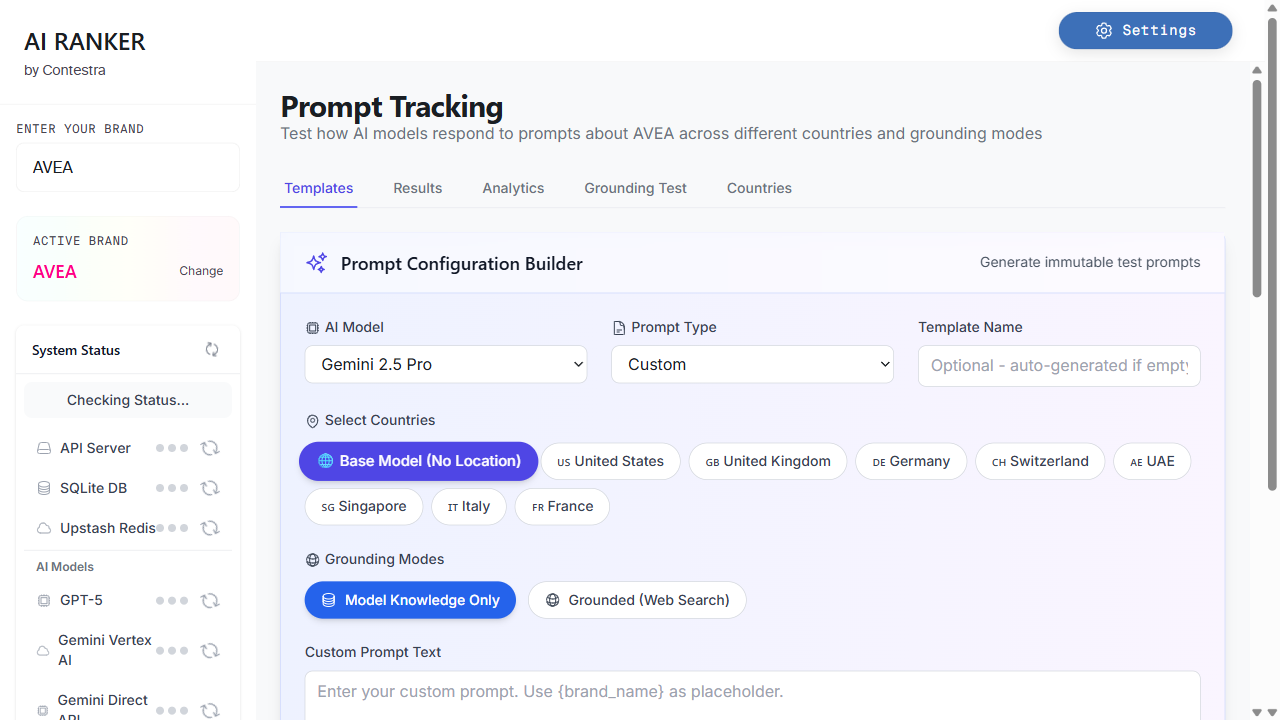 AI RANKER
by Contestra
ENTER YOUR BRAND
AVEA
ACTIVE BRAND
AVEA
Change
System Status
Checking Status...
API Server
SQLite DB
Upstash Redis
AI Models
GPT-5
Gemini Vertex
AI
Gemini Direct
API
Settings
Prompt Tracking
Test how AI models respond to prompts about AVEA across different countries and grounding modes
Templates
Results
Analytics
Grounding Test
Countries
Prompt Configuration Builder
Generate immutable test prompts
AI Model
Gemini 2.5 Pro
Prompt Type
Custom
Template Name
Optional - auto-generated if empty
Select Countries
Base Model (No Location)
US United States
GB United Kingdom
DE Germany
CH Switzerland
AE UAE
SG Singapore
IT Italy
FR France
Grounding Modes
Model Knowledge Only
Grounded (Web Search)
Custom Prompt Text
Enter your custom prompt. Use {brand_name} as placeholder.